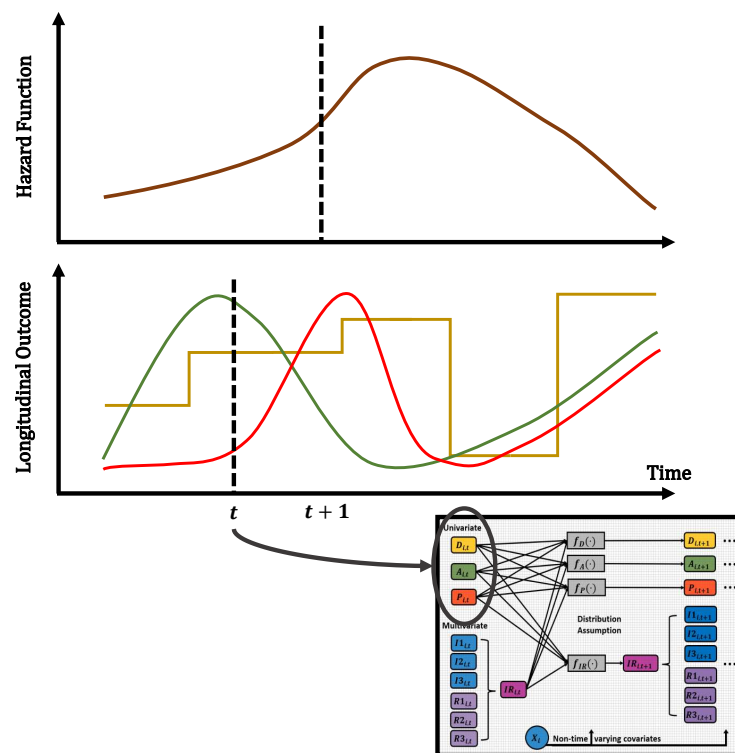 Hazard Function
Longitudinal Outcome
Time
t
t + 1
Univariate
D_{i,t}
A_{i,t}
P_{i,t}
f_D(·)
f_A(·)
f_P(·)
D_{i,t+1} ...
A_{i,t+1} ...
P_{i,t+1} ...
Multivariate
I1_{i,t}
I2_{i,t}
I3_{i,t}
R1_{i,t}
R2_{i,t}
R3_{i,t}
IR_{i,t}
Distribution
Assumption
f_{IR}(·)
IR_{i,t+1}
I1_{i,t+1}
I2_{i,t+1}
I3_{i,t+1} ...
R1_{i,t+1}
R2_{i,t+1}
R3_{i,t+1}
X_i
Non-time varying covariates